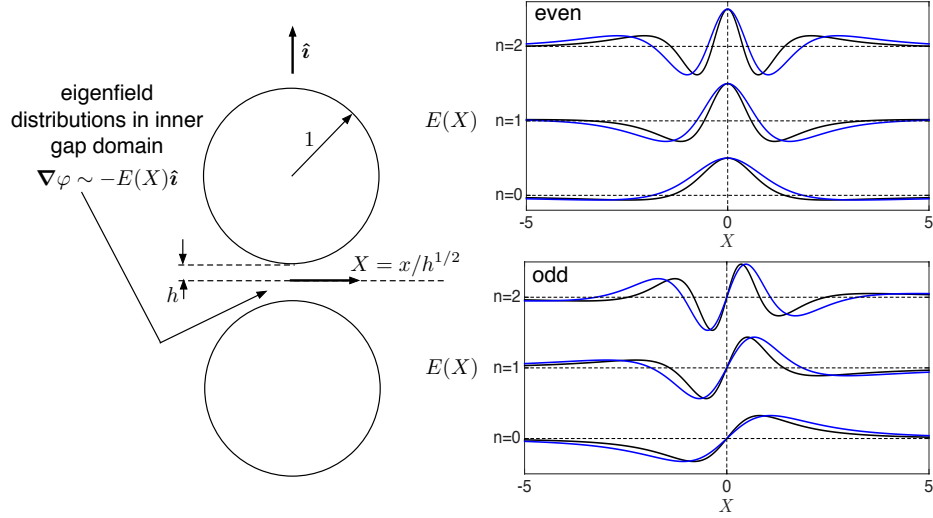 î
eigenfield
distributions in inner
gap domain
∇φ ∼ −E(X)î
1
X = x/h^{1/2}
h
even
E(X)
n=2
n=1
n=0
-5
0
5
X
odd
E(X)
n=2
n=1
n=0
-5
0
5
X